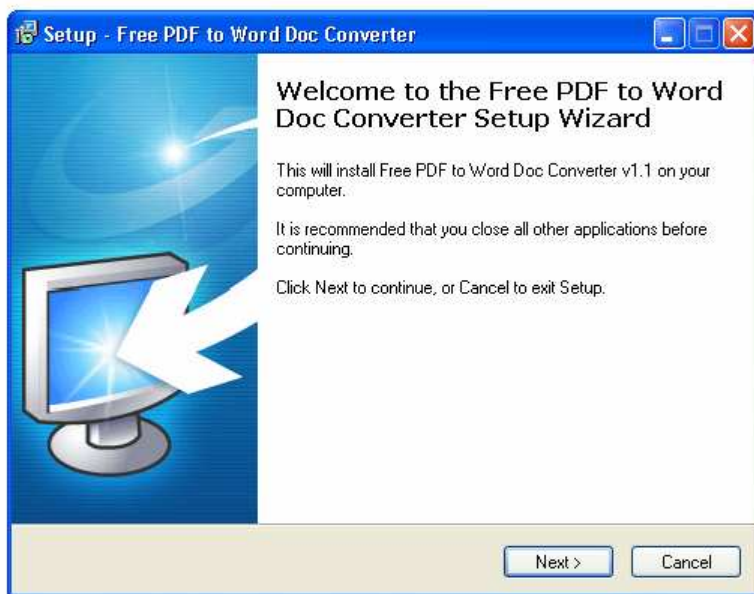 Setup - Free PDF to Word Doc Converter
Welcome to the Free PDF to Word
Doc Converter Setup Wizard
This will install Free PDF to Word Doc Converter v1.1 on your
computer.
It is recommended that you close all other applications before
continuing.
Click Next to continue, or Cancel to exit Setup.
Next >
Cancel